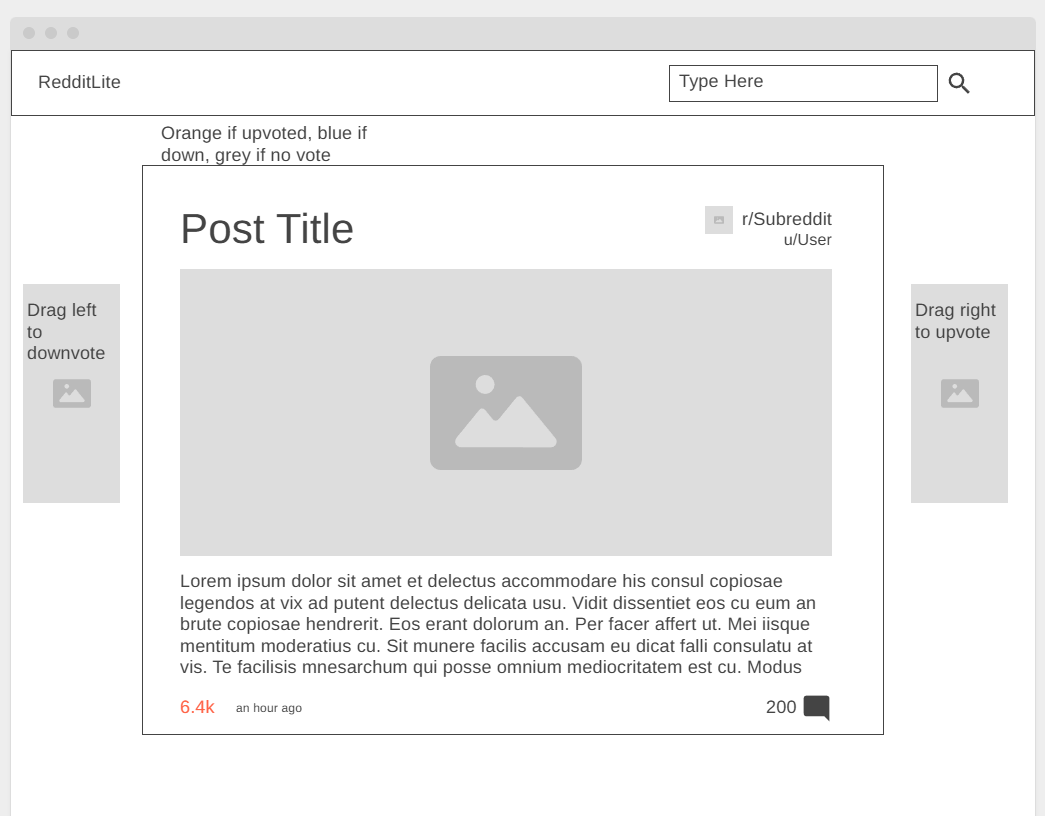 RedditLite
Type Here
Orange if upvoted, blue if
down, grey if no vote
Post Title
r/Subreddit
u/User
Drag left
to
downvote
Drag right
to upvote
Lorem ipsum dolor sit amet et delectus accommodare his consul copiosae
legendos at vix ad putent delectus delicata usu. Vidit dissentiet eos cu eum an
brute copiosae hendrerit. Eos erant dolorum an. Per facer affert ut. Mei iisque
mentitum moderatius cu. Sit munere facilis accusam eu dicat falli consulatu at
vis. Te facilisis mnesarchum qui posse omnium mediocritatem est cu. Modus
6.4k
an hour ago
200